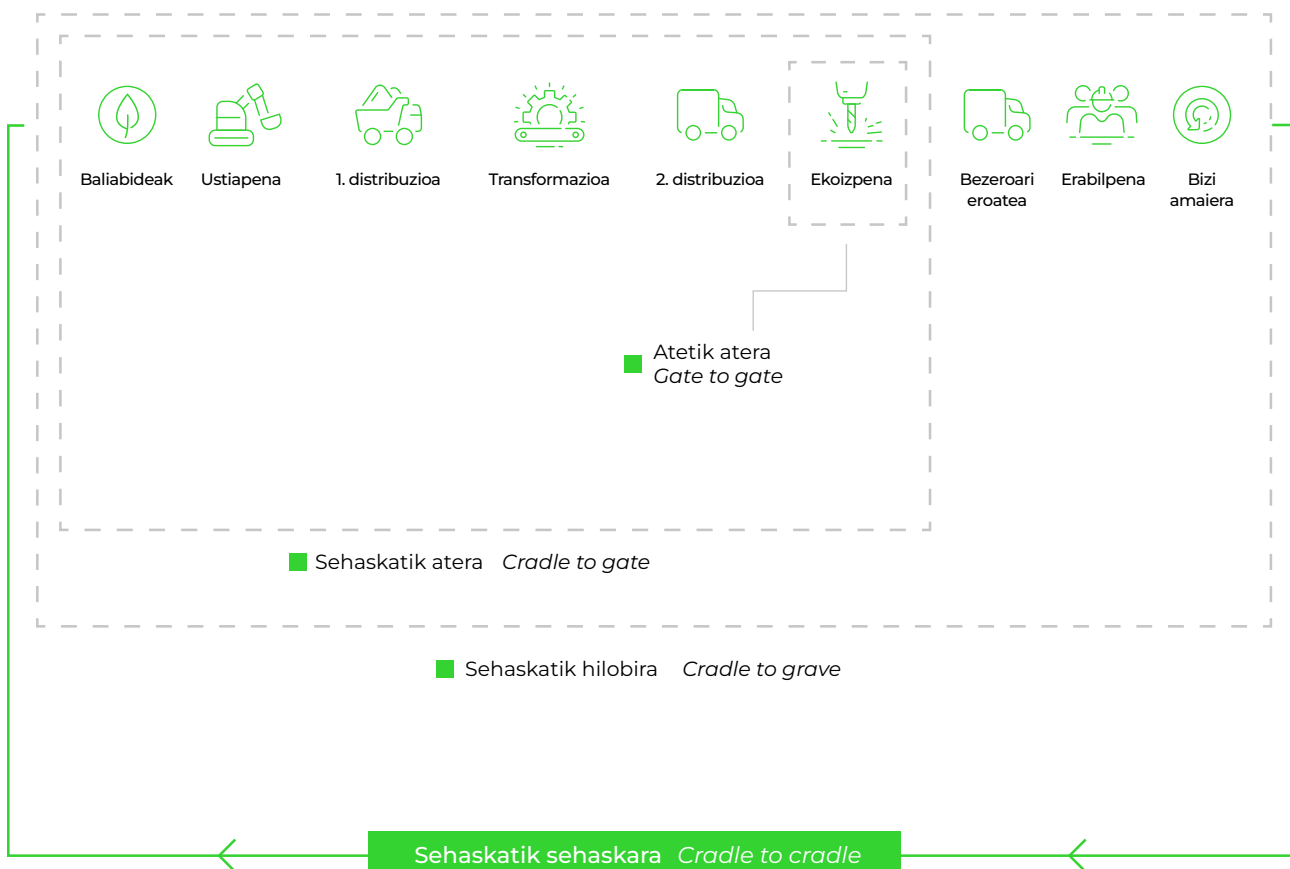 Baliabideak
Ustiapena
1. distribuzioa
Transformazioa
2. distribuzioa
Ekoizpena
Bezeroari
eroatea
Erabilpena
Bizi
amaiera
Atetik atera
Gate to gate
Sehaskatik atera Cradle to gate
Sehaskatik hilobira Cradle to grave
Sehaskatik sehaskara Cradle to cradle